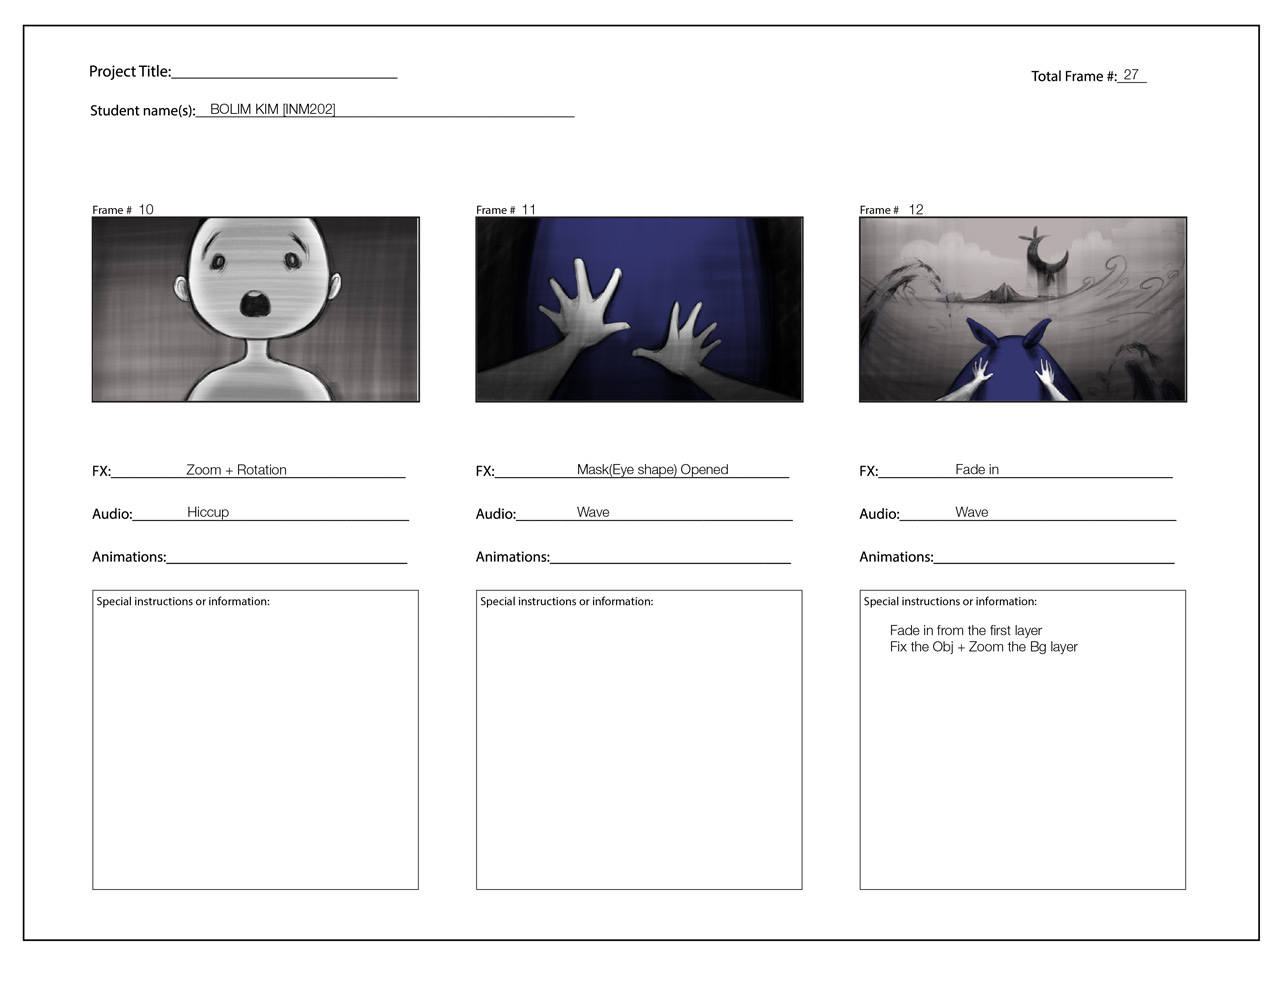 Project Title:
Total Frame #: 27
Student name(s): BOLIM KIM [INM202]
Frame # 10
Frame # 11
Frame # 12
FX: Zoom + Rotation
FX: Mask(Eye shape) Opened
FX: Fade in
Audio: Hiccup
Audio: Wave
Audio: Wave
Animations:
Animations:
Animations:
Special instructions or information:
Special instructions or information:
Special instructions or information:
Fade in from the first layer
Fix the Obj + Zoom the Bg layer